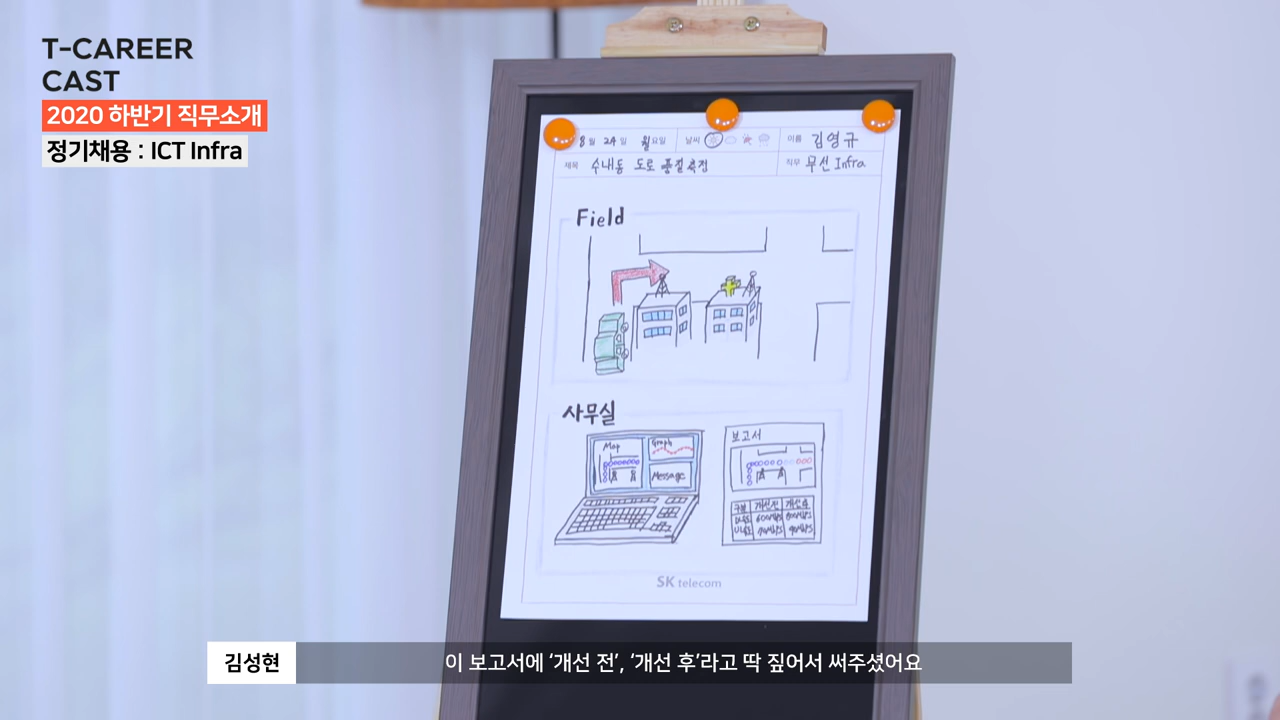 T-CAREER
CAST
2020 하반기 직무소개
정기채용 : ICT Infra
8월 24일 월요일 날씨 이름 김영규
제목 수내동 도로 품질측정 직무 무선 Infra
Field
사무실
Map Graph
Message
보고서
구분 개선전 개선후
SK telecom
김성현 이 보고서에 ‘개선 전’, ‘개선 후’라고 딱 짚어서 써주셨어요